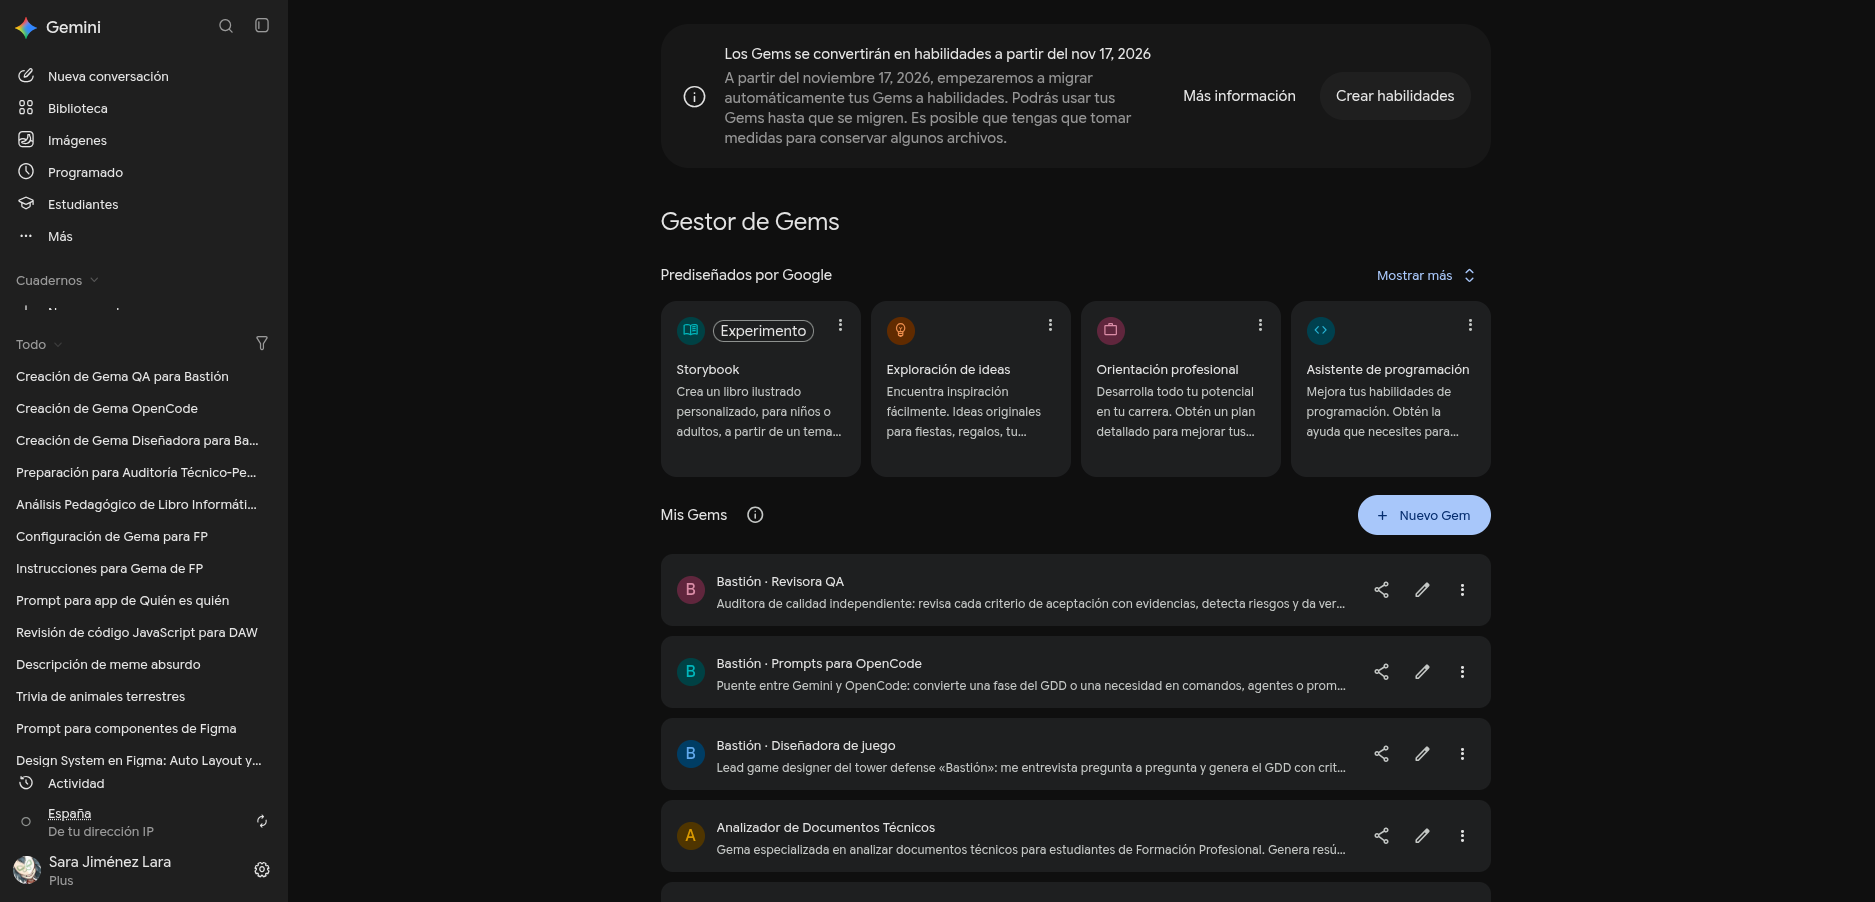 Gemini
Nueva conversación
Biblioteca
Imágenes
Programado
Estudiantes
Más
Cuadernos
Todo
Creación de Gema QA para Bastión
Creación de Gema OpenCode
Creación de Gema Diseñadora para Ba...
Preparación para Auditoría Técnico-Pe...
Análisis Pedagógico de Libro Informáti...
Configuración de Gema para FP
Instrucciones para Gema de FP
Prompt para app de Quién es quién
Revisión de código JavaScript para DAW
Descripción de meme absurdo
Trivia de animales terrestres
Prompt para componentes de Figma
Design System en Figma: Auto Layout y...
Actividad
España
De tu dirección IP
Sara Jiménez Lara
Plus
Los Gems se convertirán en habilidades a partir del nov 17, 2026
A partir del noviembre 17, 2026, empezaremos a migrar
automáticamente tus Gems a habilidades. Podrás usar tus
Gems hasta que se migren. Es posible que tengas que tomar
medidas para conservar algunos archivos.
Más información
Crear habilidades
Gestor de Gems
Prediseñados por Google
Mostrar más
Experimento
Storybook
Crea un libro ilustrado
personalizado, para niños o
adultos, a partir de un tema...
Exploración de ideas
Encuentra inspiración
fácilmente. Ideas originales
para fiestas, regalos, tu...
Orientación profesional
Desarrolla todo tu potencial
en tu carrera. Obtén un plan
detallado para mejorar tus...
Asistente de programación
Mejora tus habilidades de
programación. Obtén la
ayuda que necesites para...
Mis Gems
+ Nuevo Gem
B
Bastión · Revisora QA
Auditora de calidad independiente: revisa cada criterio de aceptación con evidencias, detecta riesgos y da ver...
B
Bastión · Prompts para OpenCode
Puente entre Gemini y OpenCode: convierte una fase del GDD o una necesidad en comandos, agentes o prom...
B
Bastión · Diseñadora de juego
Lead game designer del tower defense «Bastión»: me entrevista pregunta a pregunta y genera el GDD con crit...
A
Analizador de Documentos Técnicos
Gema especializada en analizar documentos técnicos para estudiantes de Formación Profesional. Genera resú...